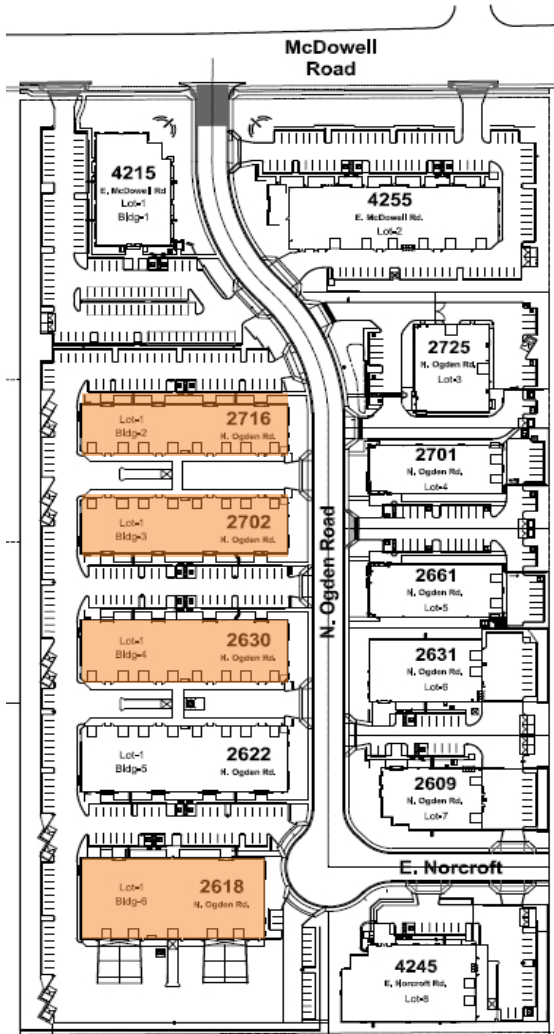 McDowell
Road
4215
E. McDowell Rd
Lot-1
Bldg-1
4255
E. McDowell Rd.
Lot-2
2725
N. Ogden Rd.
Lot-3
Lot-1
Bldg-2
2716
N. Ogden Rd.
2701
N. Ogden Rd.
Lot-4
Lot-1
Bldg-3
2702
N. Ogden Rd.
N. Ogden Road
2661
N. Ogden Rd.
Lot-5
Lot-1
Bldg-4
2630
N. Ogden Rd.
2631
N. Ogden Rd.
Lot-6
Lot-1
Bldg-5
2622
N. Ogden Rd.
2609
N. Ogden Rd.
Lot-7
E. Norcroft
Lot-1
Bldg-6
2618
N. Ogden Rd.
4245
E. Norcroft Rd.
Lot-8